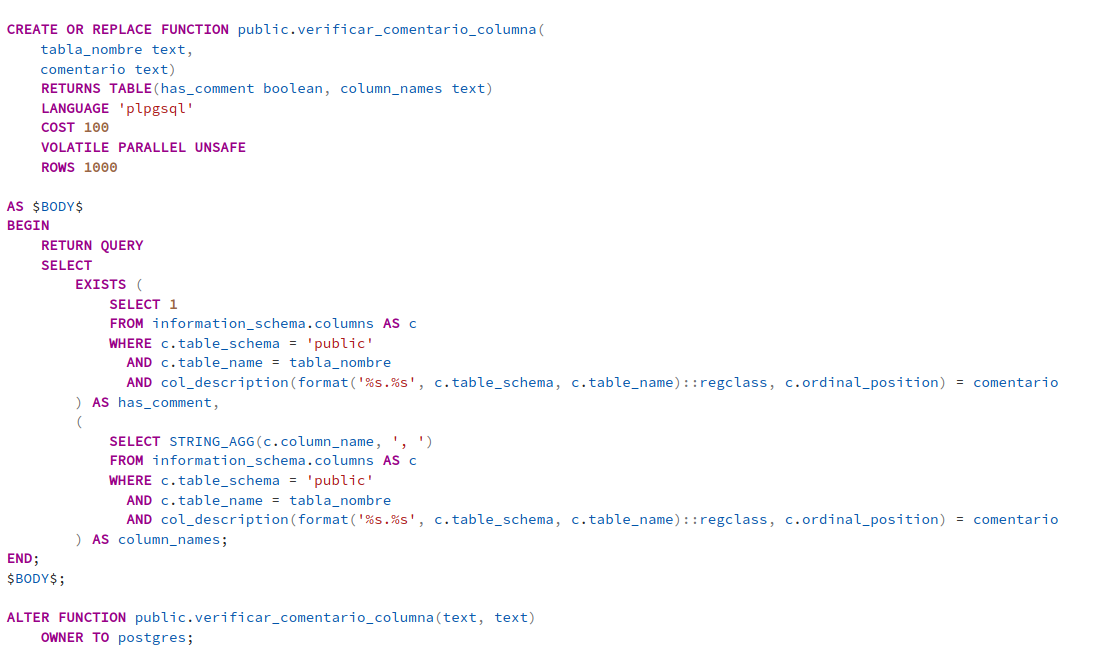 CREATE OR REPLACE FUNCTION public.verificar_comentario_columna(
    tabla_nombre text,
    comentario text)
    RETURNS TABLE(has_comment boolean, column_names text)
    LANGUAGE 'plpgsql'
    COST 100
    VOLATILE PARALLEL UNSAFE
    ROWS 1000

AS $BODY$
BEGIN
    RETURN QUERY
    SELECT
        EXISTS (
            SELECT 1
            FROM information_schema.columns AS c
            WHERE c.table_schema = 'public'
              AND c.table_name = tabla_nombre
              AND col_description(format('%s.%s', c.table_schema, c.table_name)::regclass, c.ordinal_position) = comentario
        ) AS has_comment,
        (
            SELECT STRING_AGG(c.column_name, ', ')
            FROM information_schema.columns AS c
            WHERE c.table_schema = 'public'
              AND c.table_name = tabla_nombre
              AND col_description(format('%s.%s', c.table_schema, c.table_name)::regclass, c.ordinal_position) = comentario
        ) AS column_names;
END;
$BODY$;

ALTER FUNCTION public.verificar_comentario_columna(text, text)
    OWNER TO postgres;